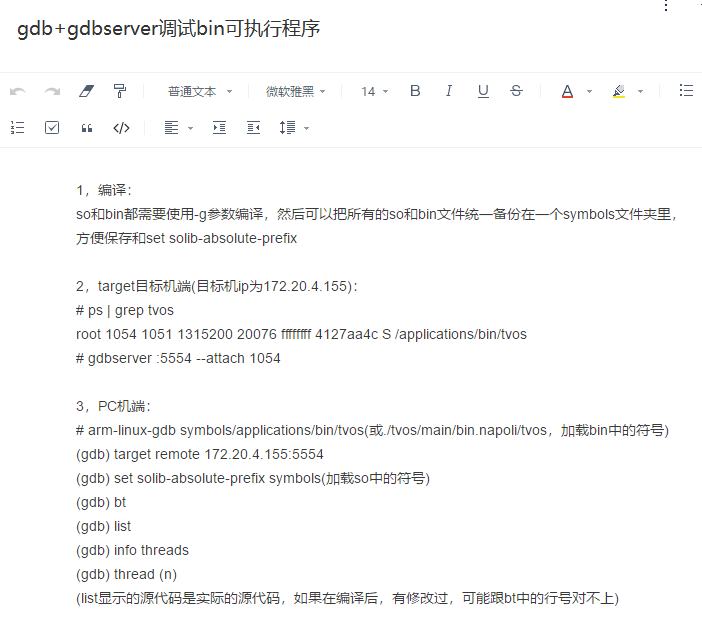 gdb+gdbserver调试bin可执行程序
普通文本 微软雅黑 14 B I U S A
1，编译：
so和bin都需要使用-g参数编译，然后可以把所有的so和bin文件统一备份在一个symbols文件夹里，
方便保存和set solib-absolute-prefix
2，target目标机端(目标机ip为172.20.4.155)：
# ps | grep tvos
root 1054 1051 1315200 20076 ffffffff 4127aa4c S /applications/bin/tvos
# gdbserver :5554 --attach 1054
3，PC机端：
# arm-linux-gdb symbols/applications/bin/tvos(或./tvos/main/bin.napoli/tvos，加载bin中的符号)
(gdb) target remote 172.20.4.155:5554
(gdb) set solib-absolute-prefix symbols(加载so中的符号)
(gdb) bt
(gdb) list
(gdb) info threads
(gdb) thread (n)
(list显示的源代码是实际的源代码，如果在编译后，有修改过，可能跟bt中的行号对不上)